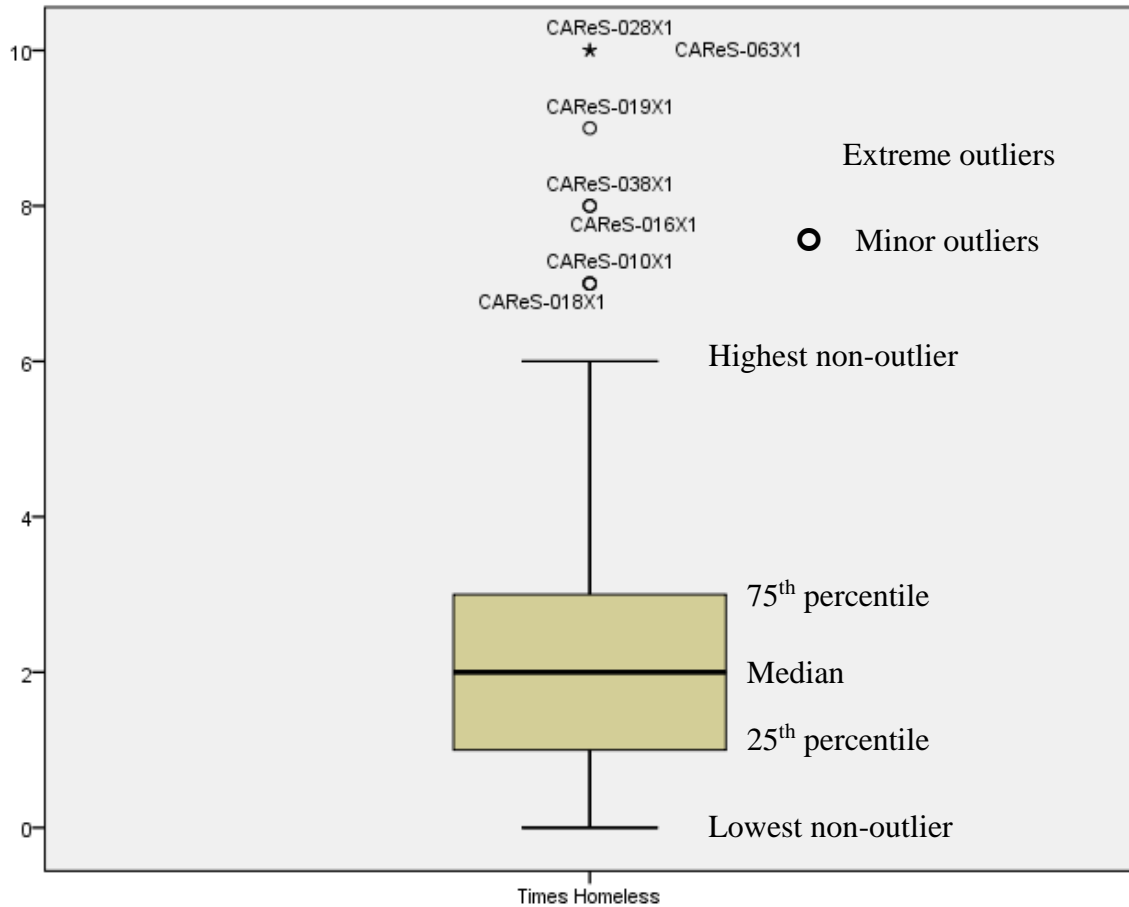 CAReS-028X1
10
CAReS-063X1
CAReS-019X1
Extreme outliers
8
CAReS-038X1
CAReS-016X1
Minor outliers
CAReS-010X1
CAReS-018X1
6
Highest non-outlier
4
75th percentile
2
Median
25th percentile
0
Lowest non-outlier
Times Homeless